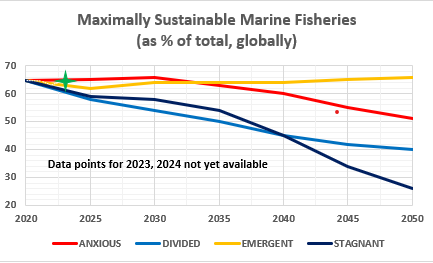 Maximally Sustainable Marine Fisheries
(as % of total, globally)
70
60
50
40
30
20
Data points for 2023, 2024 not yet available
2020 2025 2030 2035 2040 2045 2050
ANXIOUS DIVIDED EMERGENT STAGNANT